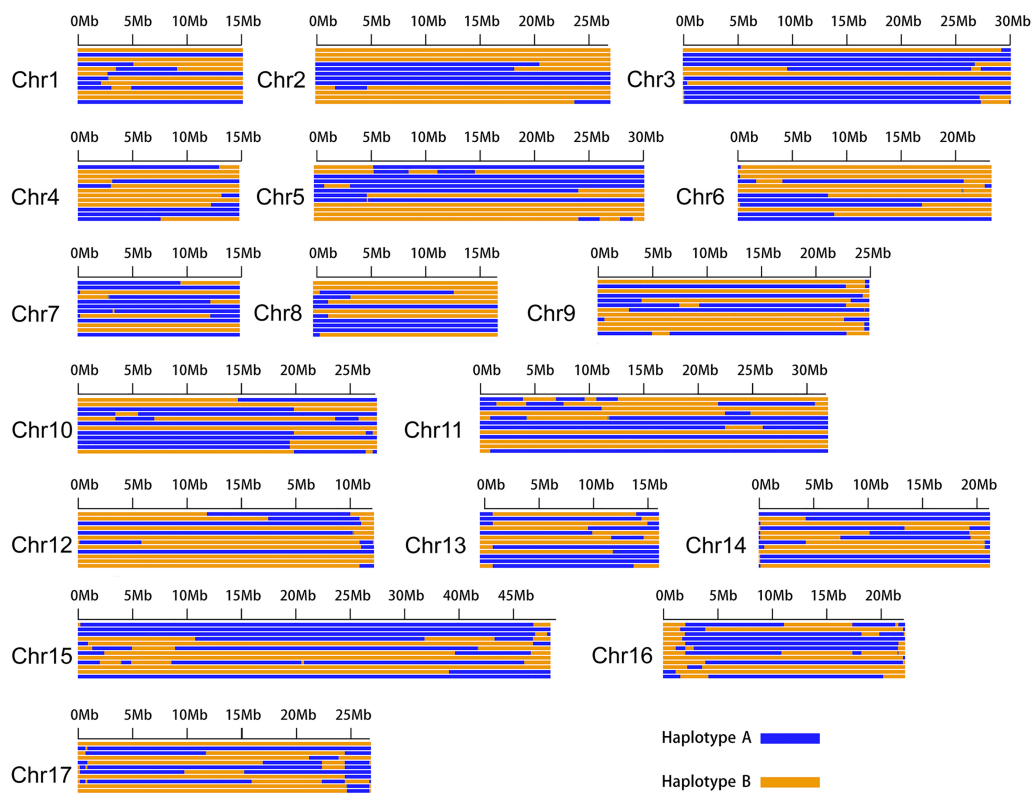 0Mb 5Mb 10Mb 15Mb
Chr1
0Mb 5Mb 10Mb 15Mb 20Mb 25Mb
Chr2
0Mb 5Mb 10Mb 15Mb 20Mb 25Mb 30Mb
Chr3
0Mb 5Mb 10Mb 15Mb
Chr4
0Mb 5Mb 10Mb 15Mb 20Mb 25Mb 30Mb
Chr5
0Mb 5Mb 10Mb 15Mb 20Mb
Chr6
0Mb 5Mb 10Mb 15Mb
Chr7
0Mb 5Mb 10Mb 15Mb
Chr8
0Mb 5Mb 10Mb 15Mb 20Mb 25Mb
Chr9
0Mb 5Mb 10Mb 15Mb 20Mb 25Mb
Chr10
0Mb 5Mb 10Mb 15Mb 20Mb 25Mb 30Mb
Chr11
0Mb 5Mb 10Mb 15Mb 5Mb 10Mb
Chr12
0Mb 5Mb 10Mb 15Mb
Chr13
0Mb 5Mb 10Mb 15Mb 20Mb
Chr14
0Mb 5Mb 10Mb 15Mb 20Mb 30Mb 40Mb 45Mb
Chr15
0Mb 5Mb 10Mb 15Mb 20Mb
Chr16
0Mb 5Mb 10Mb 15Mb 20Mb 25Mb
Chr17
Haplotype A
Haplotype B